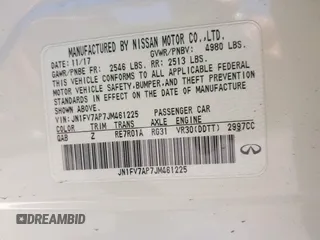 MANUFACTURED BY NISSAN MOTOR CO.,LTD.
11/17 GVWR/PNBV: 4980 LBS.
GAWR/PNBE FR: 2546 LBS. RR: 2513 LBS.
THIS VEHICLE CONFORMS TO ALL APPLICABLE FEDERAL
MOTOR VEHICLE SAFETY,BUMPER,AND THEFT PREVENTION
STANDARDS IN EFFECT ON THE DATE OF MANUFACTURE
SHOWN ABOVE.
VIN:JN1FV7AP7JM461225 PASSENGER CAR
COLOR TRIM TRANS AXLE ENGINE
QAB Z RE7R01A RG31 VR30(DDTT) 2997CC
JN1FV7AP7JM461225
DREAMBID
DREAMBID